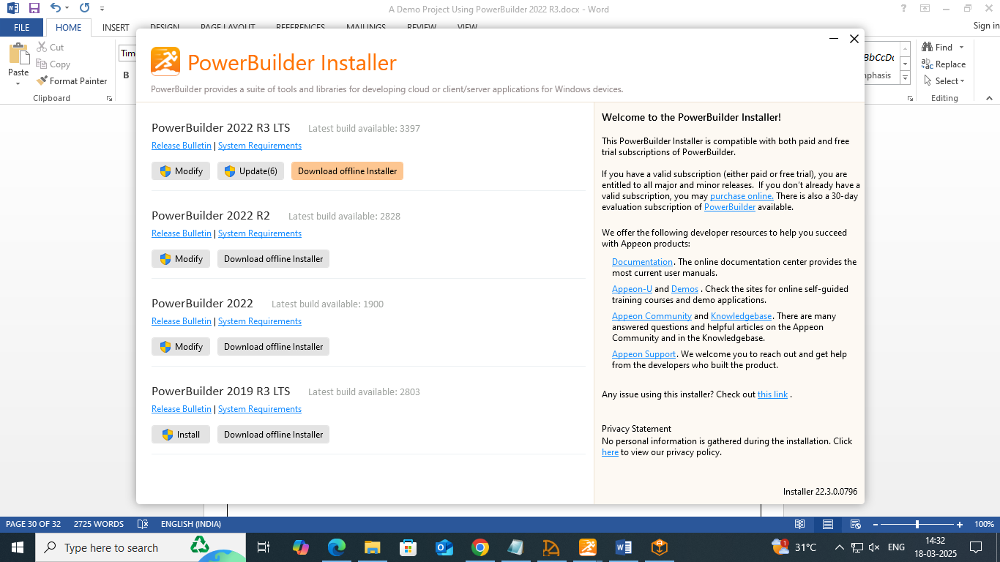 A Demo Project Using PowerBuilder 2022 R3.docx - Word
FILE HOME INSERT DESIGN PAGE LAYOUT REFERENCES MAILINGS REVIEW VIEW Sign in
Paste
Cut
Copy
Format Painter
Clipboard
Tim
B
Find
Replace
Select
Editing
PowerBuilder Installer
PowerBuilder provides a suite of tools and libraries for developing cloud or client/server applications for Windows devices.
PowerBuilder 2022 R3 LTS Latest build available: 3397
Release Bulletin | System Requirements
Modify Update(6) Download offline Installer
PowerBuilder 2022 R2 Latest build available: 2828
Release Bulletin | System Requirements
Modify Download offline Installer
PowerBuilder 2022 Latest build available: 1900
Release Bulletin | System Requirements
Modify Download offline Installer
PowerBuilder 2019 R3 LTS Latest build available: 2803
Release Bulletin | System Requirements
Install Download offline Installer
Welcome to the PowerBuilder Installer!
This PowerBuilder Installer is compatible with both paid and free
trial subscriptions of PowerBuilder.
If you have a valid subscription (either paid or free trial), you are
entitled to all major and minor releases. If you don't already have a
valid subscription, you may purchase online. There is also a 30-day
evaluation subscription of PowerBuilder available.
We offer the following developer resources to help you succeed
with Appeon products:
Documentation. The online documentation center provides the
most current user manuals.
Appeon-U and Demos . Check the sites for online self-guided
training courses and demo applications.
Appeon Community and Knowledgebase. There are many
answered questions and helpful articles on the Appeon
Community and in the Knowledgebase.
Appeon Support. We welcome you to reach out and get help
from the developers who built the product.
Any issue using this installer? Check out this link .
Privacy Statement
No personal information is gathered during the installation. Click
here to view our privacy policy.
Installer 22.3.0.0796
PAGE 30 OF 32 2725 WORDS ENGLISH (INDIA) 100%
Type here to search
1 31°C ENG 14:32
18-03-2025